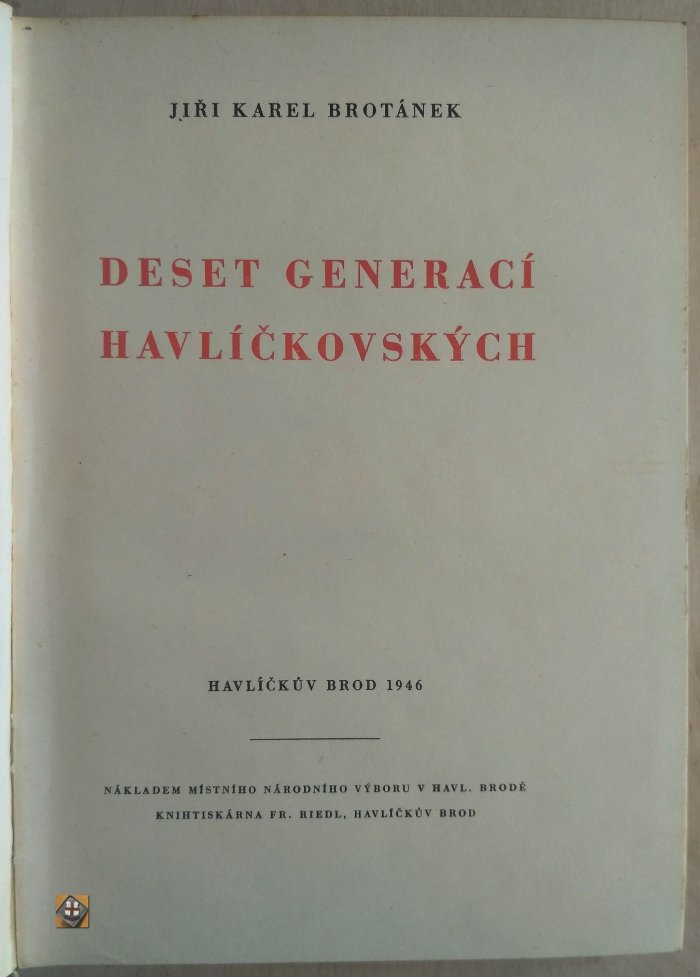 JIŘI KAREL BROTÁNEK
DESET GENERACÍ
HAVLÍČKOVSKÝCH
HAVLÍČKŮV BROD 1946
NÁKLADEM MÍSTNÍHO NÁRODNÍHO VÝBORU V HAVL. BRODĚ
KNIHTISKÁRNA FR. RIEDL, HAVLÍČKŮV BROD